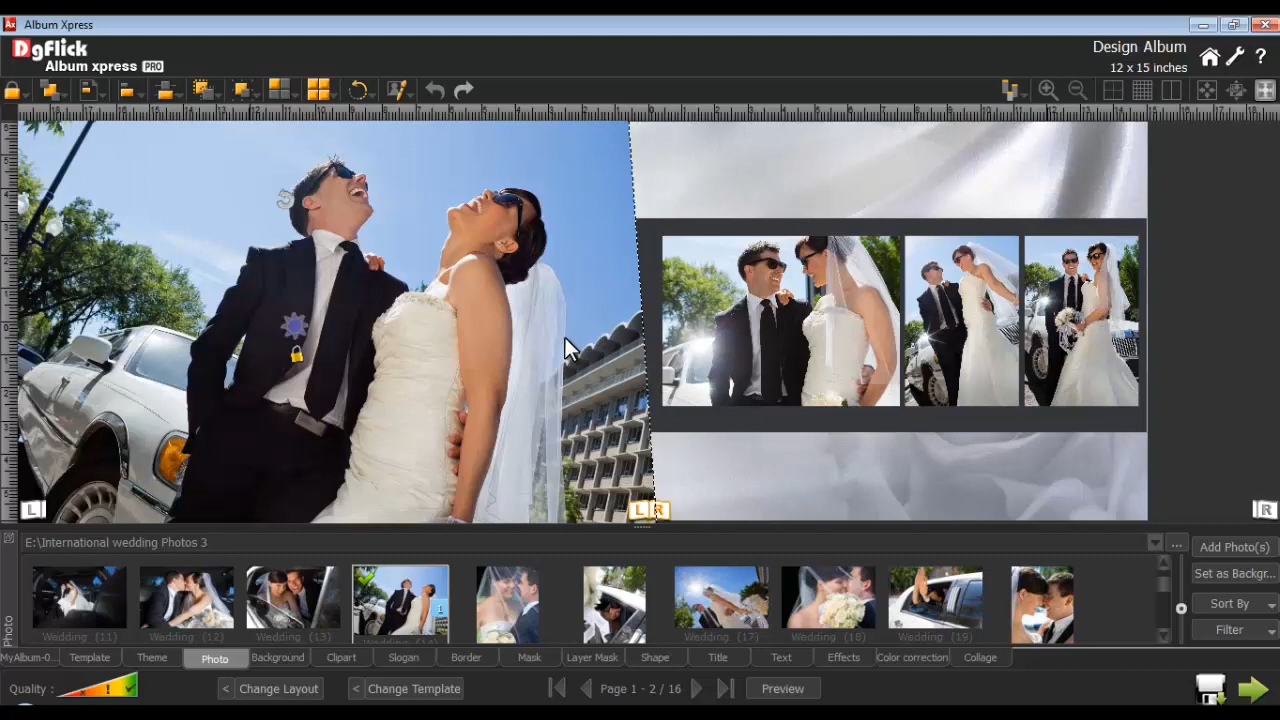 Album Xpress
DgFlick
Album xpress PRO
Design Album
12 x 15 inches
L
L R
R
E:\International wedding Photos 3
...
Add Photo(s)
Set as Backgr...
Sort By
Filter
Wedding (11)
Wedding (12)
Wedding (13)
Wedding (17)
Wedding (18)
Wedding (19)
Photo
MyAlbum-0...
Template
Theme
Photo
Background
Clipart
Slogan
Border
Mask
Layer Mask
Shape
Title
Text
Effects
Color correction
Collage
Quality :
< Change Layout
< Change Template
Page 1 - 2 / 16
Preview